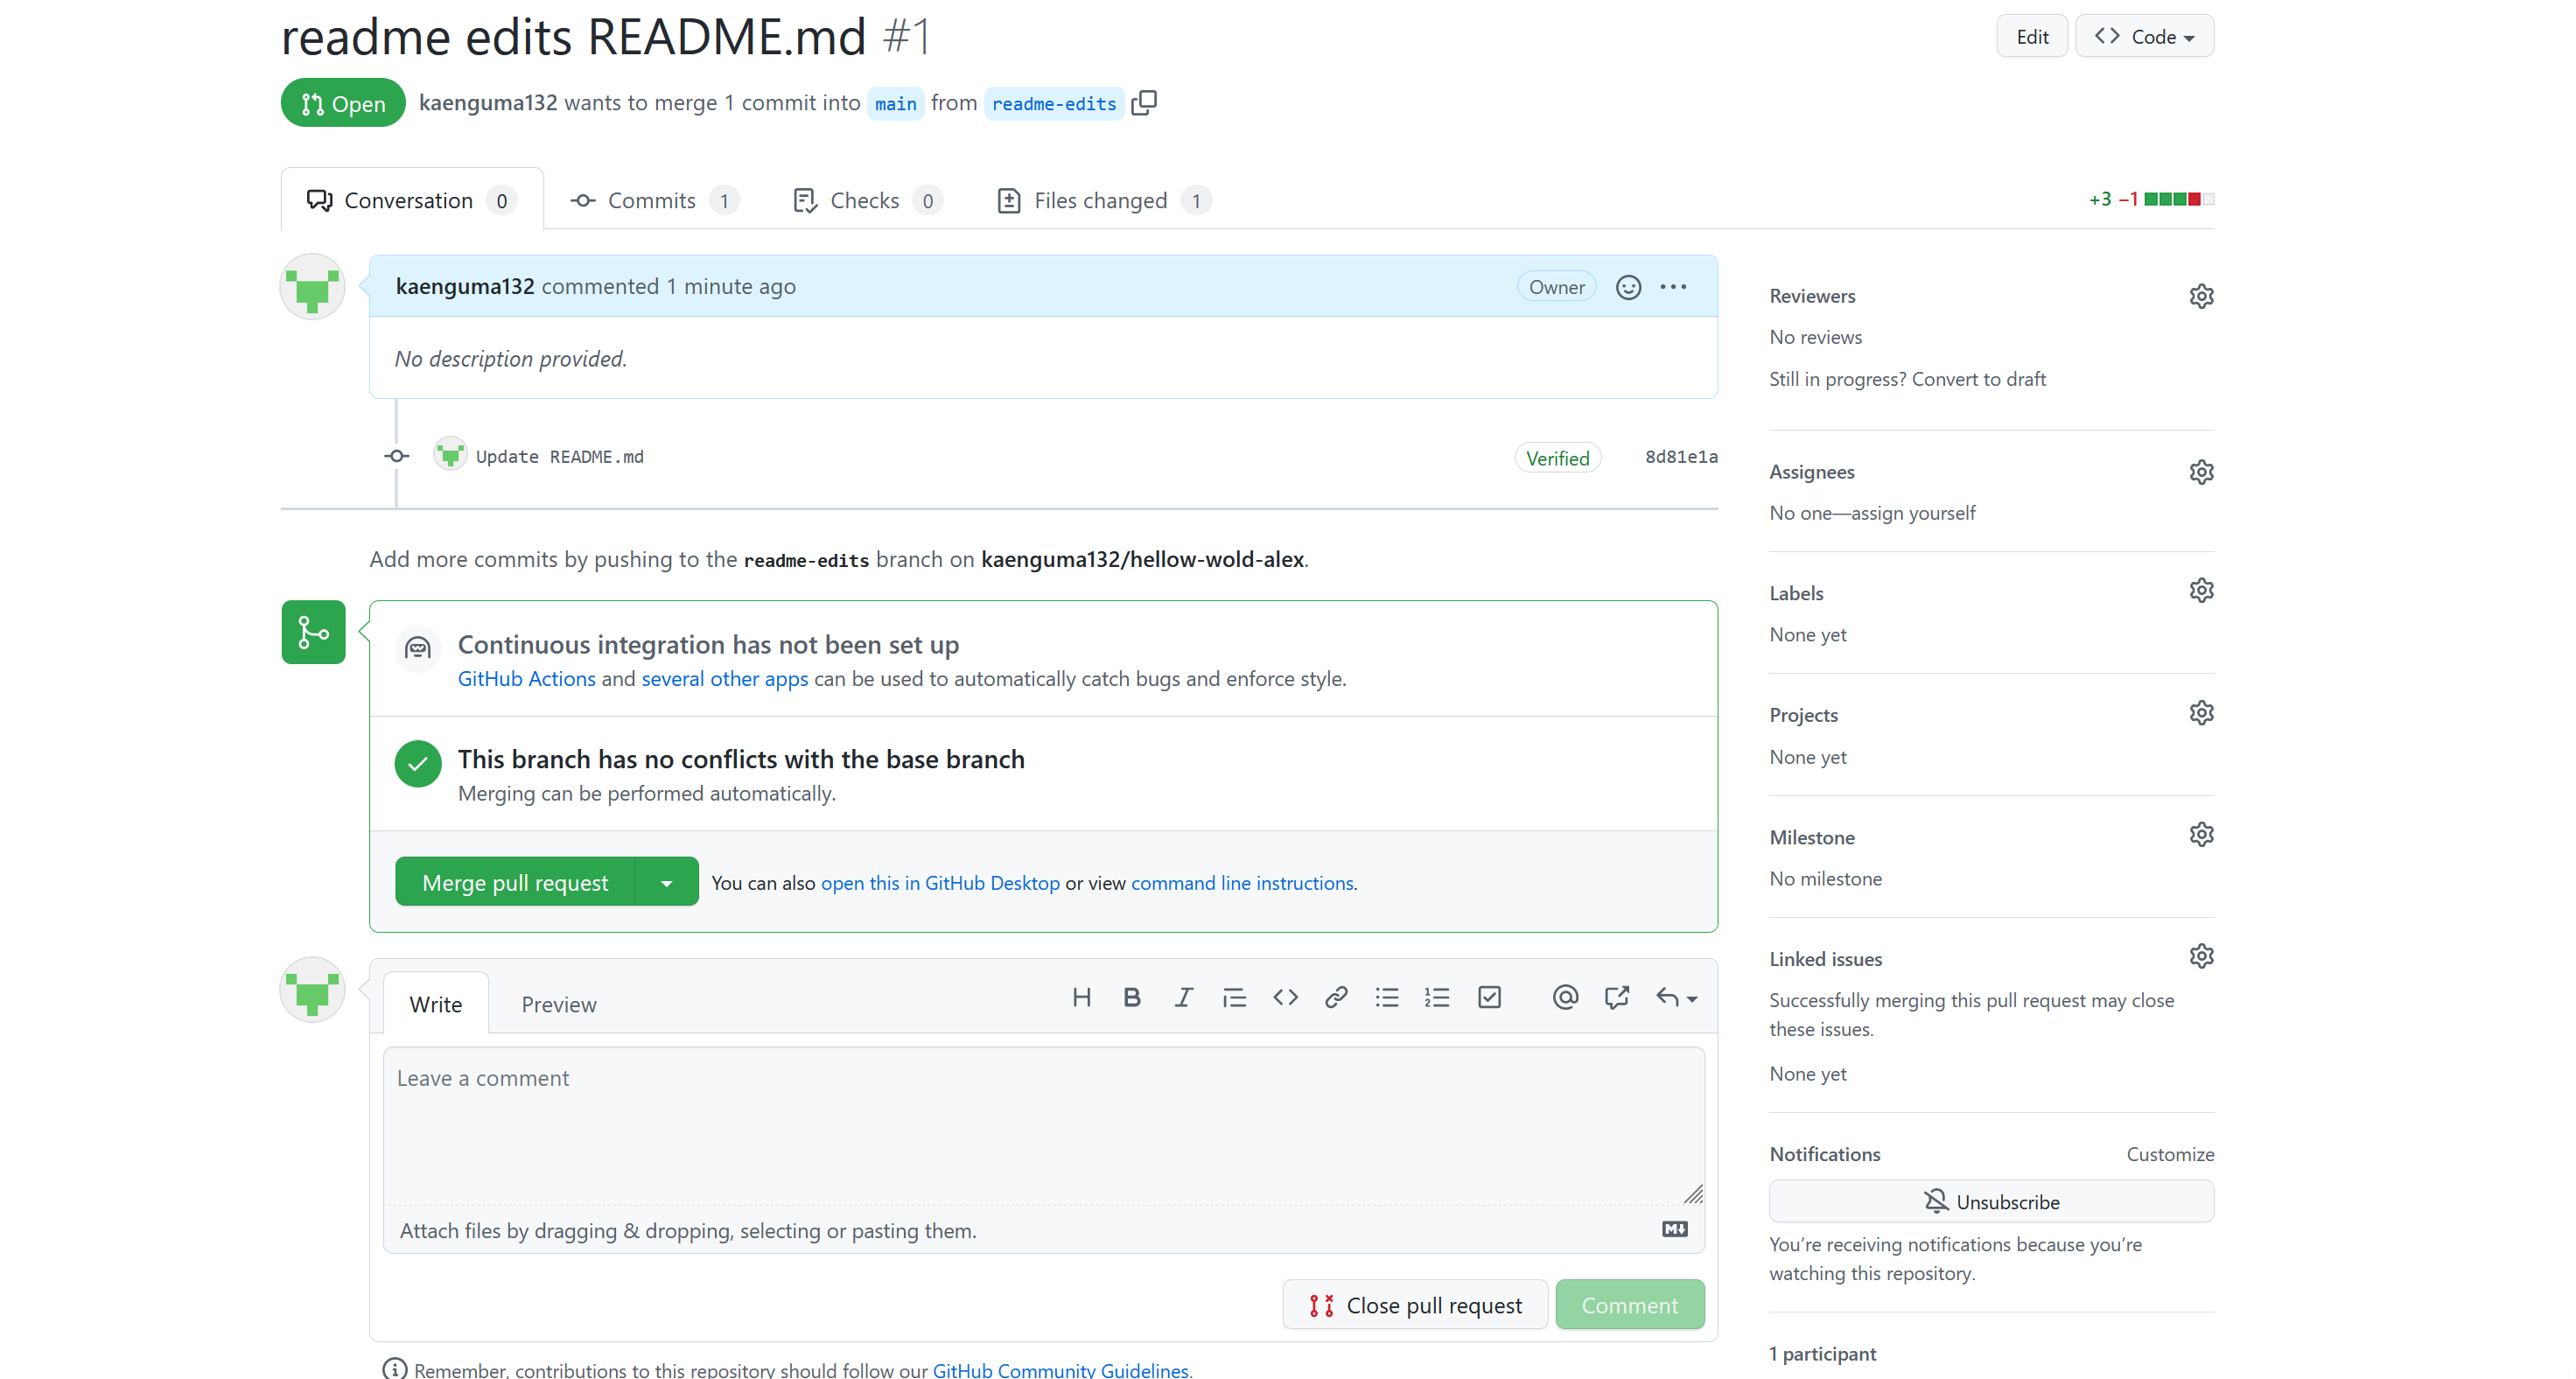 readme edits README.md #1
Edit
Code
Open
kaenguma132 wants to merge 1 commit into main from readme-edits
Conversation 0
Commits 1
Checks 0
Files changed 1
+3 −1
kaenguma132 commented 1 minute ago
Owner
No description provided.
Update README.md
Verified
8d81e1a
Add more commits by pushing to the readme-edits branch on kaenguma132/hellow-wold-alex.
Continuous integration has not been set up
GitHub Actions and several other apps can be used to automatically catch bugs and enforce style.
This branch has no conflicts with the base branch
Merging can be performed automatically.
Merge pull request
You can also open this in GitHub Desktop or view command line instructions.
Write
Preview
Leave a comment
Attach files by dragging & dropping, selecting or pasting them.
Close pull request
Comment
Remember, contributions to this repository should follow our GitHub Community Guidelines.
Reviewers
No reviews
Still in progress? Convert to draft
Assignees
No one—assign yourself
Labels
None yet
Projects
None yet
Milestone
No milestone
Linked issues
Successfully merging this pull request may close
these issues.
None yet
Notifications
Customize
Unsubscribe
You’re receiving notifications because you’re
watching this repository.
1 participant